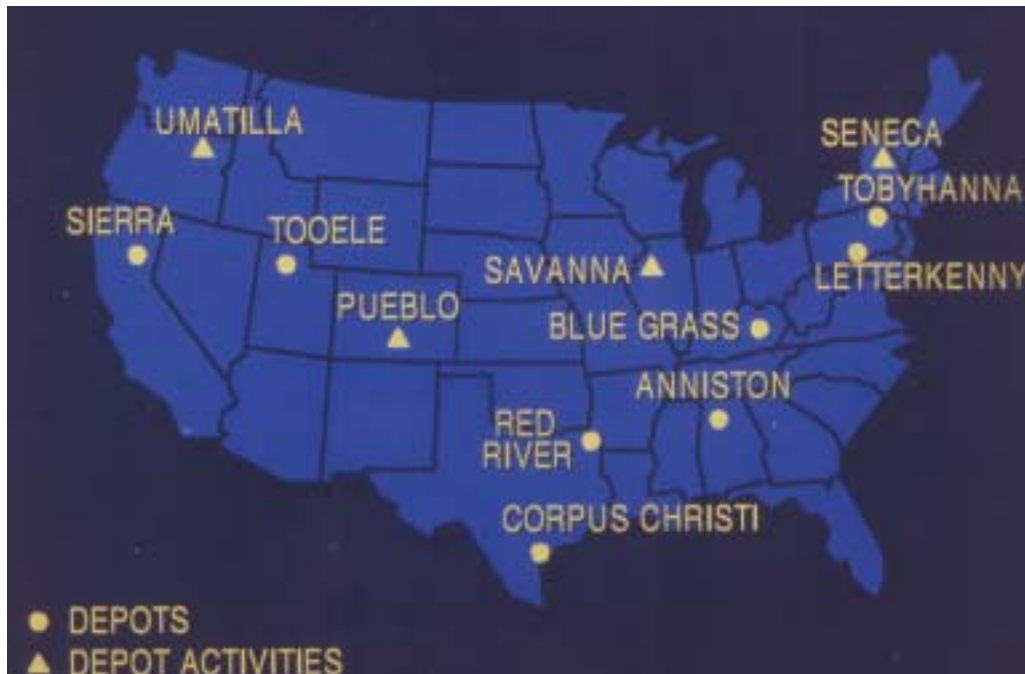 UMATILLA
SENECA
TOBYHANNA
SIERRA
TOOELE
SAVANNA
LETTERKENNY
PUEBLO
BLUE GRASS
ANNISTON
RED
RIVER
CORPUS CHRISTI
DEPOTS
DEPOT ACTIVITIES